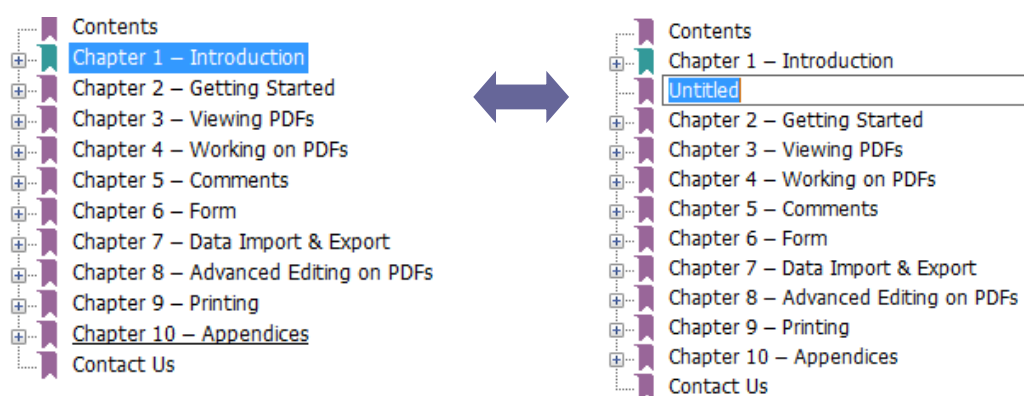 Contents
Chapter 1 – Introduction
Chapter 2 – Getting Started
Chapter 3 – Viewing PDFs
Chapter 4 – Working on PDFs
Chapter 5 – Comments
Chapter 6 – Form
Chapter 7 – Data Import & Export
Chapter 8 – Advanced Editing on PDFs
Chapter 9 – Printing
Chapter 10 – Appendices
Contact Us
Contents
Chapter 1 – Introduction
Untitled
Chapter 2 – Getting Started
Chapter 3 – Viewing PDFs
Chapter 4 – Working on PDFs
Chapter 5 – Comments
Chapter 6 – Form
Chapter 7 – Data Import & Export
Chapter 8 – Advanced Editing on PDFs
Chapter 9 – Printing
Chapter 10 – Appendices
Contact Us